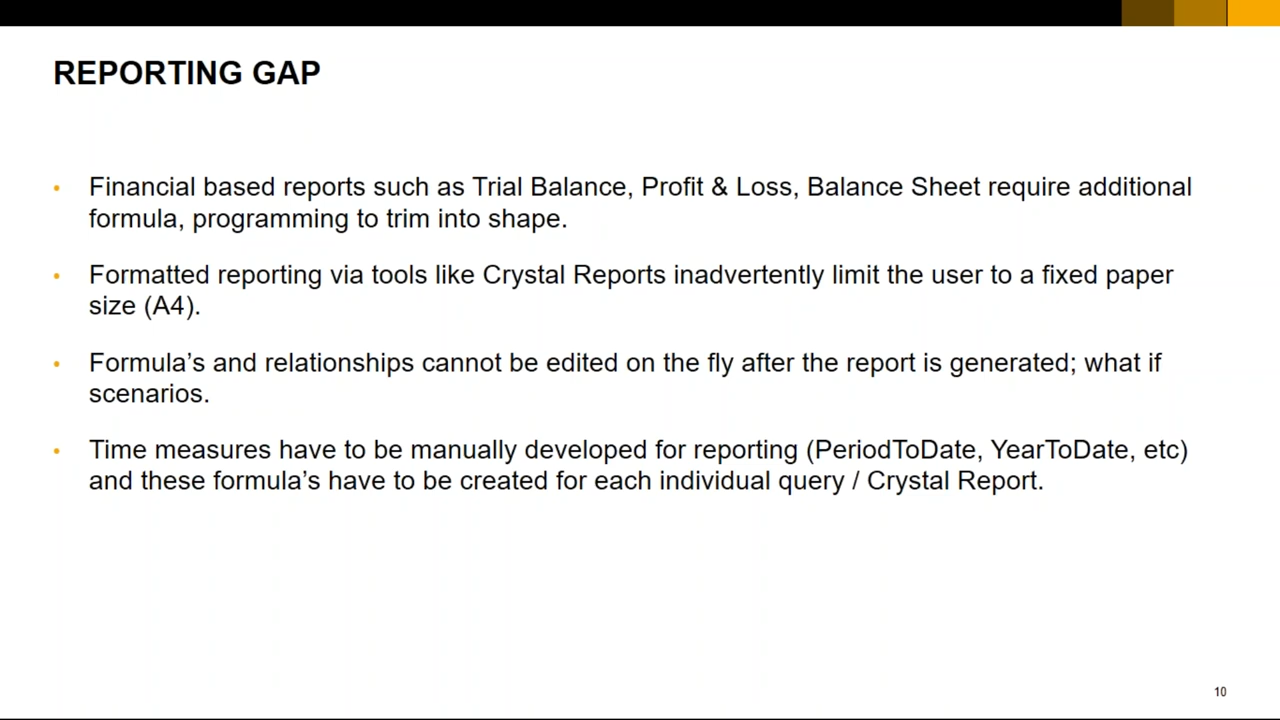 REPORTING GAP
• Financial based reports such as Trial Balance, Profit & Loss, Balance Sheet require additional
formula, programming to trim into shape.
• Formatted reporting via tools like Crystal Reports inadvertently limit the user to a fixed paper
size (A4).
• Formula’s and relationships cannot be edited on the fly after the report is generated; what if
scenarios.
• Time measures have to be manually developed for reporting (PeriodToDate, YearToDate, etc)
and these formula’s have to be created for each individual query / Crystal Report.
10